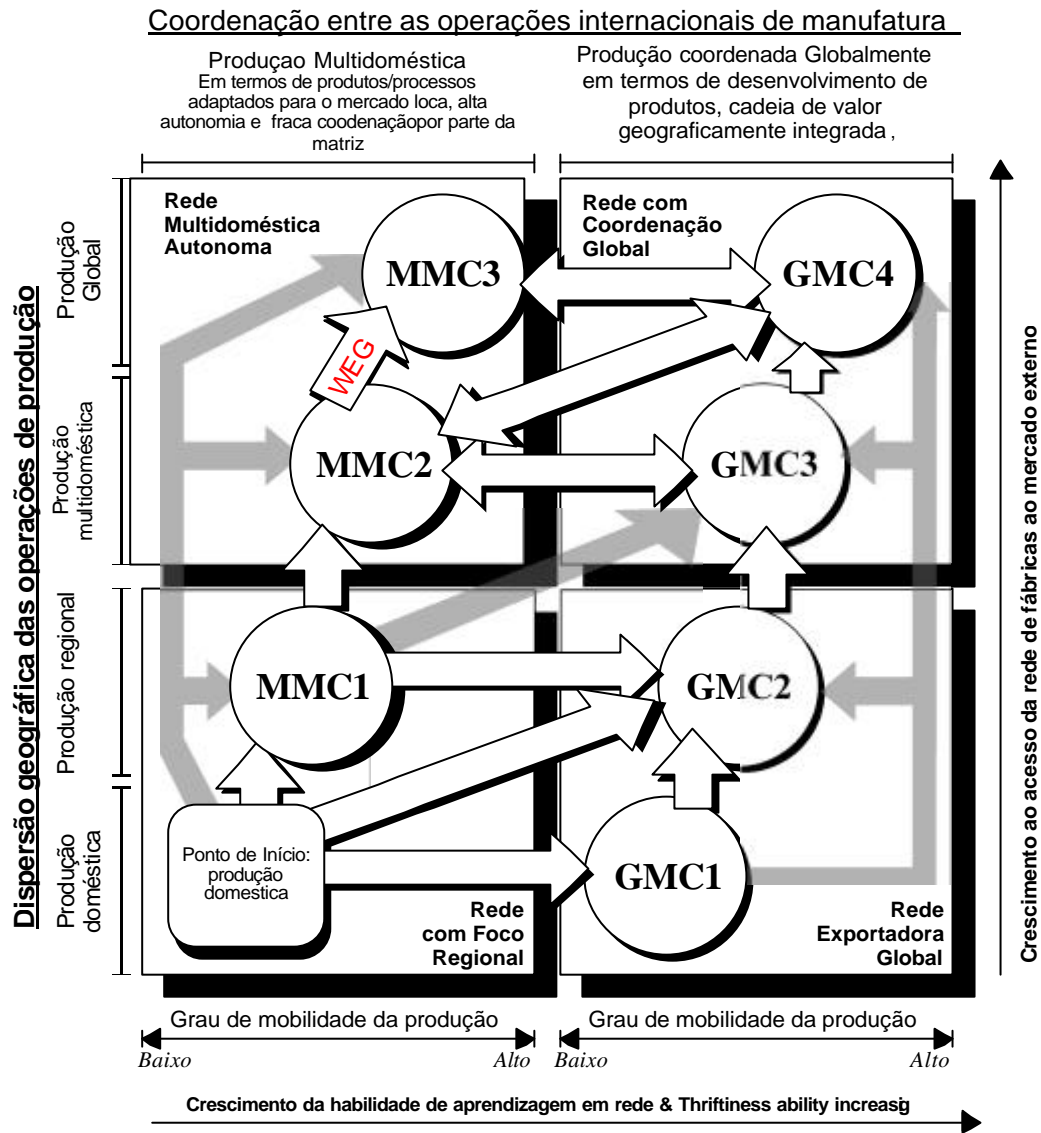 Coordenação entre as operações internacionais de manufatura
Produçao Multidoméstica
Em termos de produtos/processos
adaptados para o mercado loca, alta
autonomia e fraca coodenaçãopor parte da
matriz
Produção coordenada Globalmente
em termos de desenvolvimento de
produtos, cadeia de valor
geograficamente integrada ,
Dispersão geográfica das operações de produção
Produção
Global
Produção
multidoméstica
Produção regional
Produção
doméstica
Rede
Multidoméstica
Autonoma
MMC3
WEG
MMC2
Rede com
Coordenação
Global
GMC4
GMC3
MMC1
Ponto de Início:
produção
domestica
Rede
com Foco
Regional
GMC2
GMC1
Rede
Exportadora
Global
Crescimento ao acesso da rede de fábricas ao mercado externo
Grau de mobilidade da produção
Baixo
Alto
Grau de mobilidade da produção
Baixo
Alto
Crescimento da habilidade de aprendizagem em rede & Thriftiness ability increasig